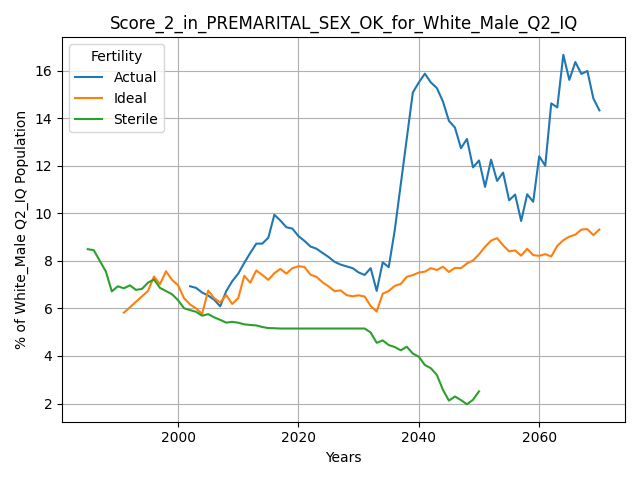 Score_2_in_PREMARITAL_SEX_OK_for_White_Male_Q2_IQ
Fertility
Actual
Ideal
Sterile
% of White_Male Q2_IQ Population
16
14
12
10
8
6
4
2
2000
2020
2040
2060
Years